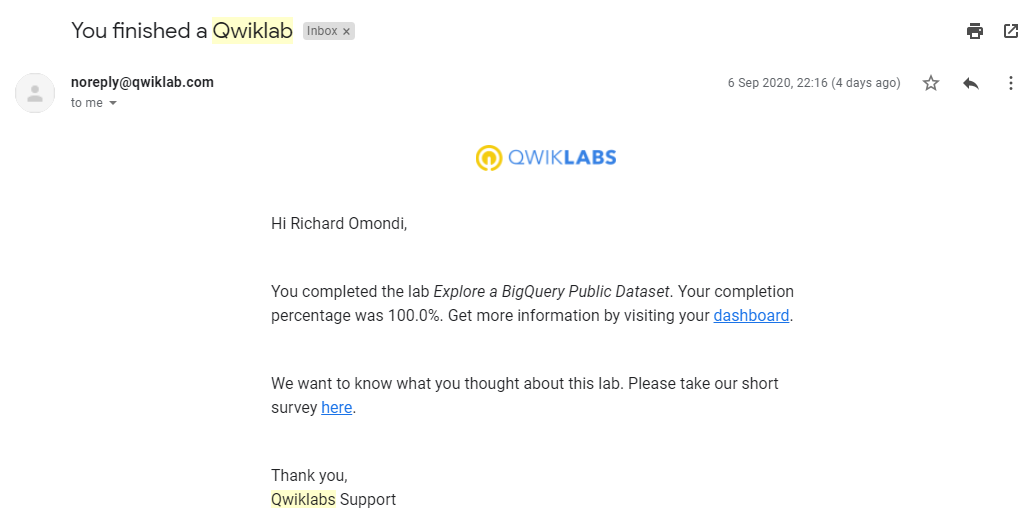 You finished a Qwiklab Inbox ×
noreply@qwiklab.com 6 Sep 2020, 22:16 (4 days ago)
to me
QWIKLABS
Hi Richard Omondi,
You completed the lab Explore a BigQuery Public Dataset. Your completion
percentage was 100.0%. Get more information by visiting your dashboard.
We want to know what you thought about this lab. Please take our short
survey here.
Thank you,
Qwiklabs Support